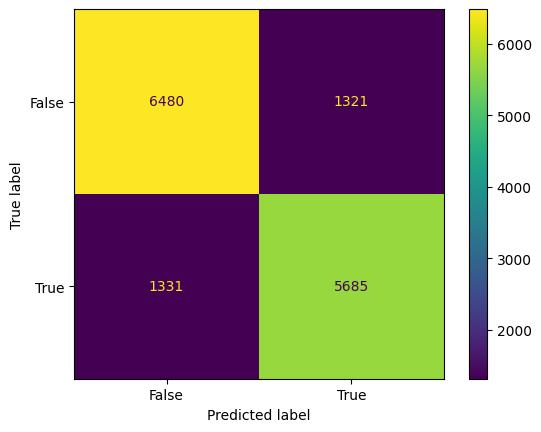 6000
False
6480
1321
5000
4000
True label
3000
True
1331
5685
2000
False
True
Predicted label